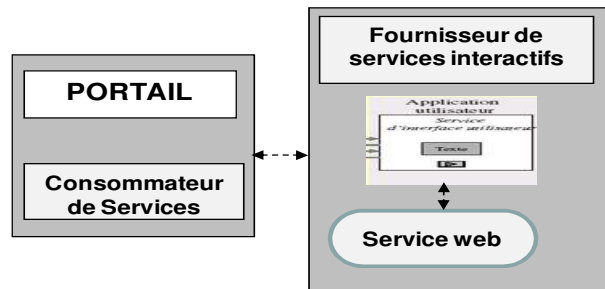 PORTAIL
Consommateur
de Services
Fournisseur de
services interactifs
Application
utilisateur
Service
d'interface utilisateur
Texte
Service web